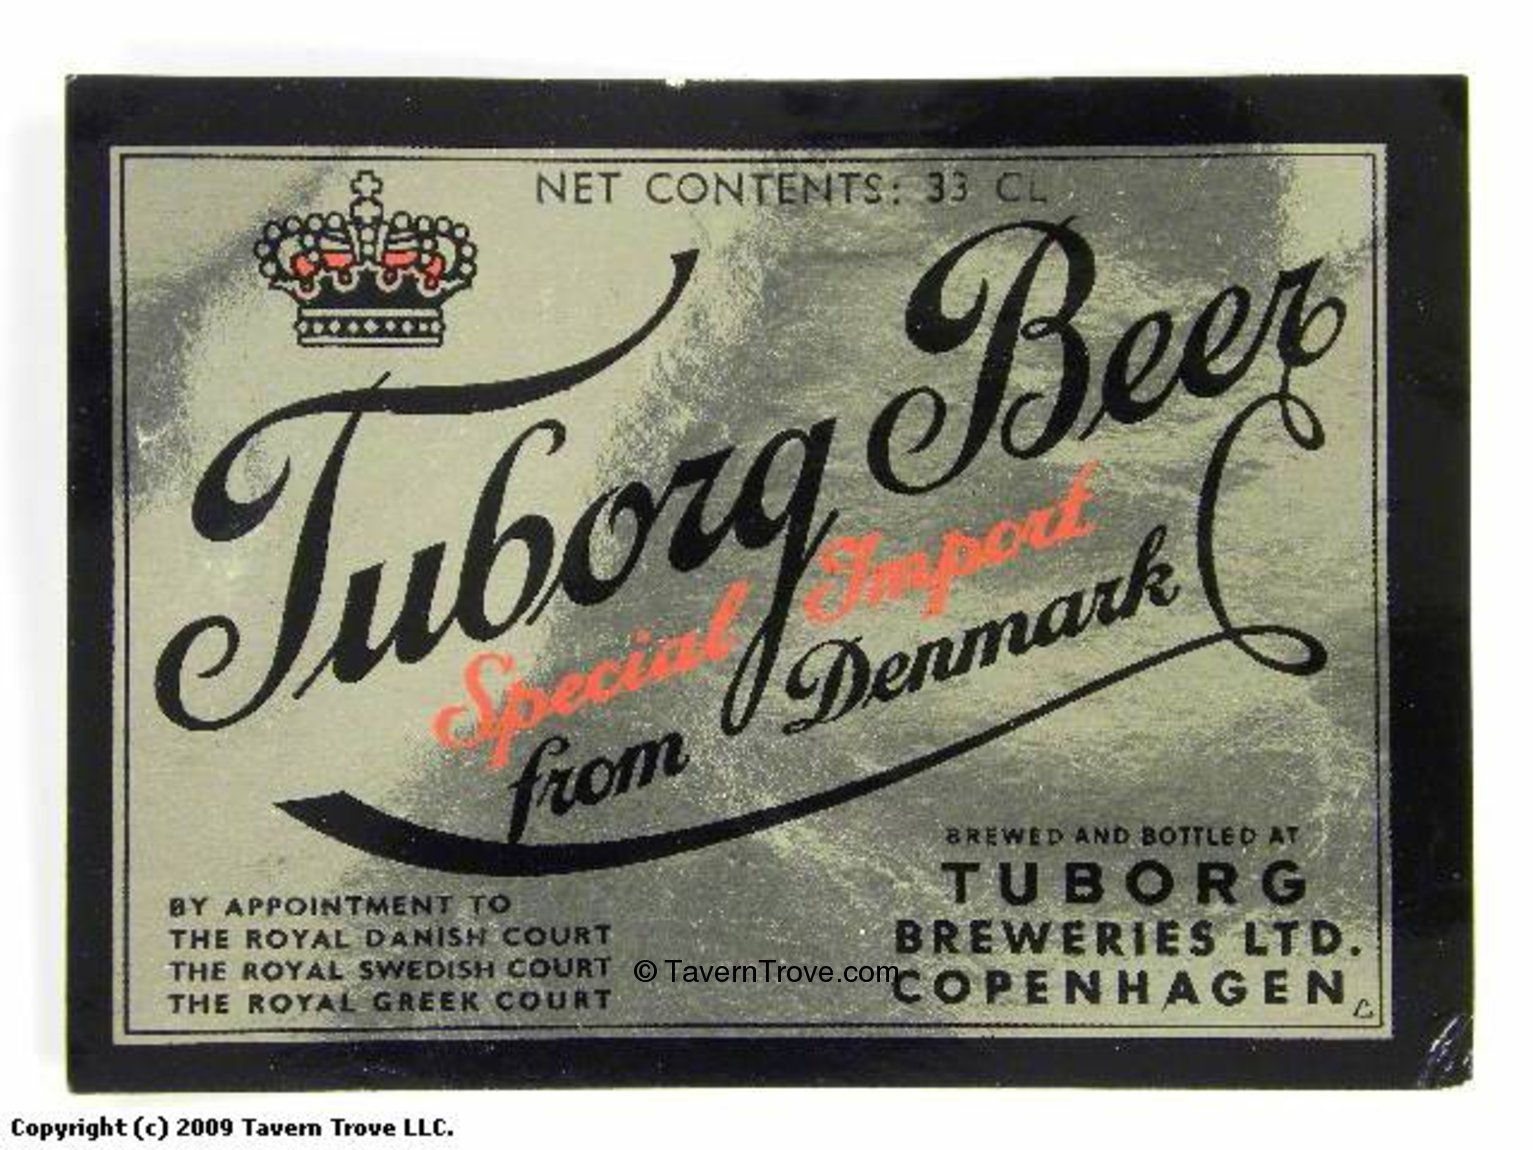 NET CONTENTS: 33 CL
Tuborg Beer
Special Import
from Denmark
BREWED AND BOTTLED AT
TUBORG
BREWERIES LTD.
COPENHAGEN
BY APPOINTMENT TO
THE ROYAL DANISH COURT
THE ROYAL SWEDISH COURT
THE ROYAL GREEK COURT
© TavernTrove.com
Copyright (c) 2009 Tavern Trove LLC.